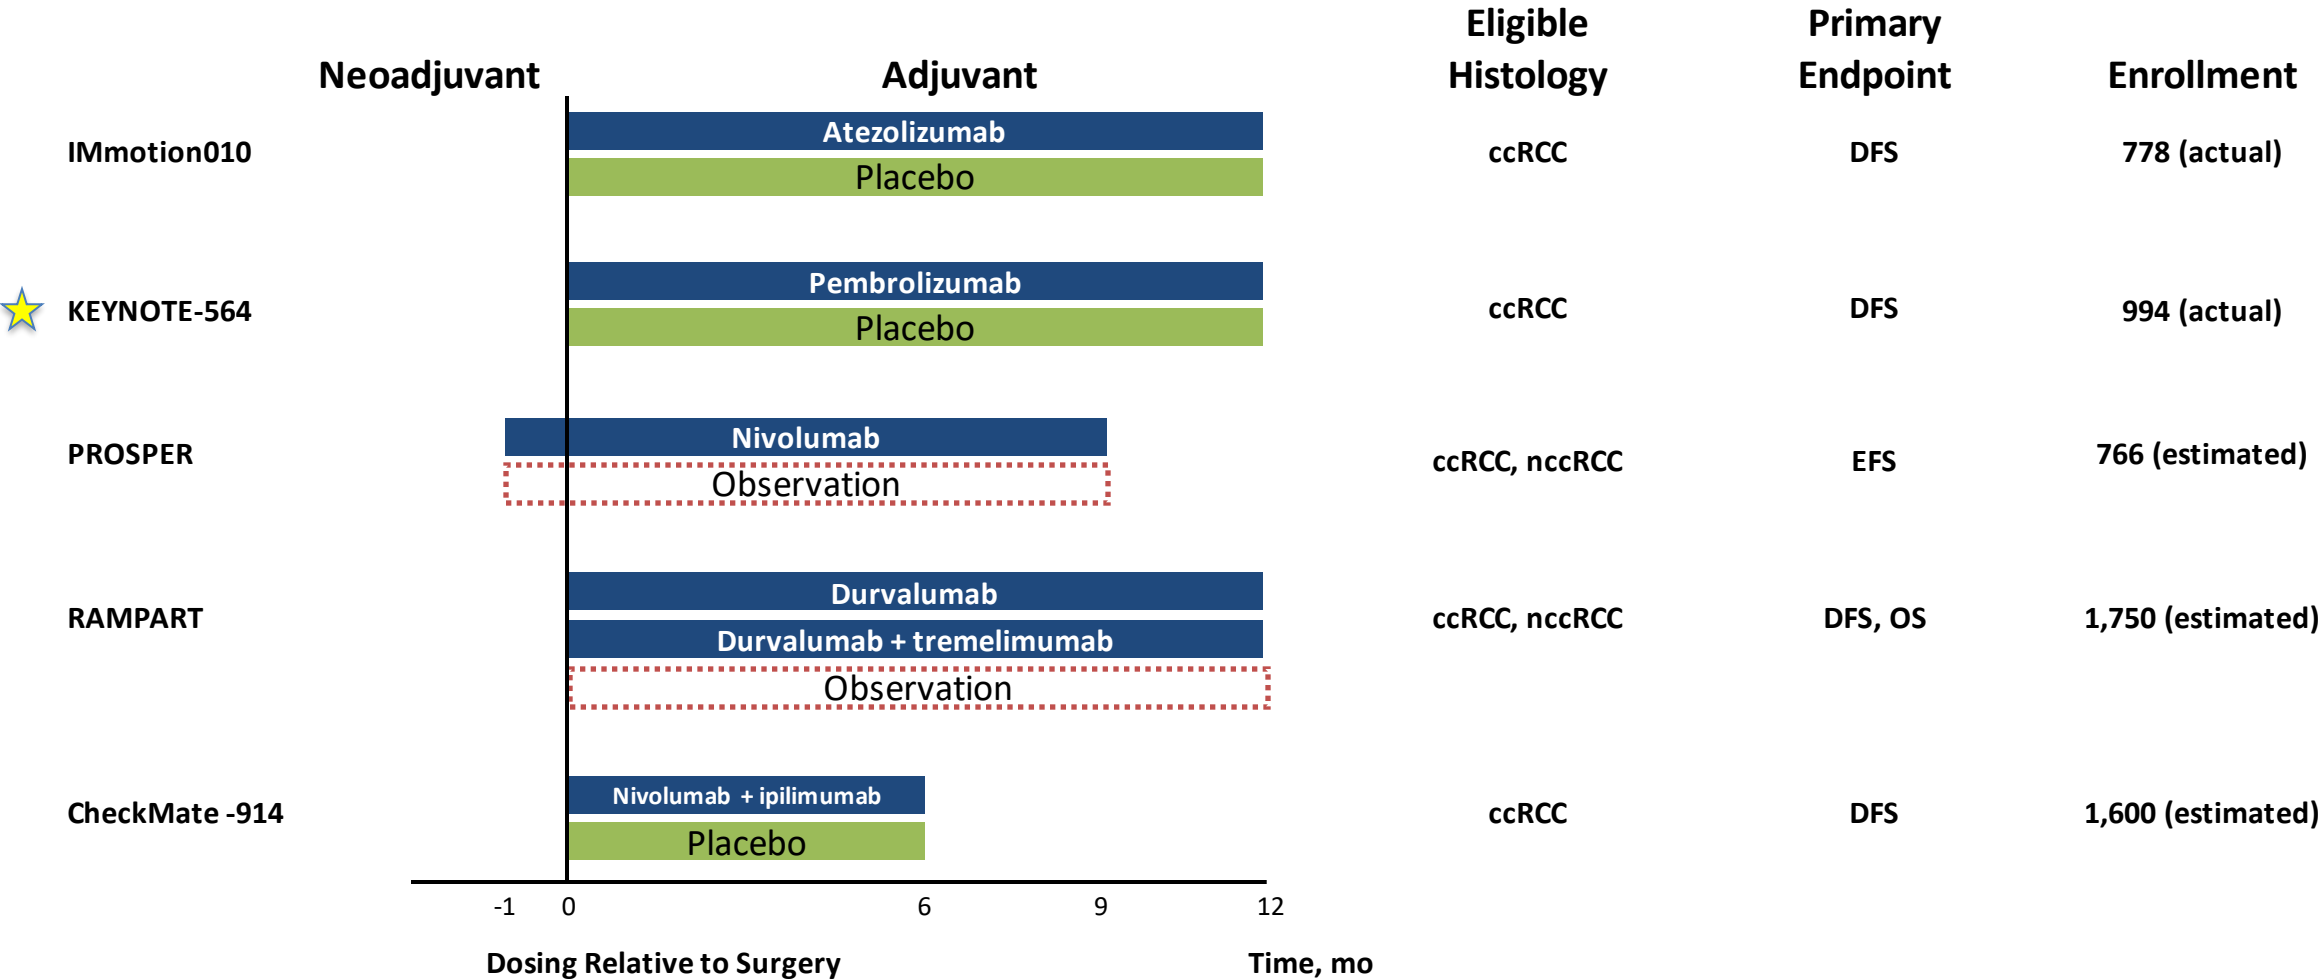 Eligible
Histology
Primary
Endpoint
Neoadjuvant
Adjuvant
Enrollment
IMmotion010
Atezolizumab
Placebo
ccRCC
DFS
778 (actual)
KEYNOTE-564
Pembrolizumab
Placebo
ccRCC
DFS
994 (actual)
PROSPER
Nivolumab
Observation
ccRCC, nccRCC
EFS
766 (estimated)
RAMPART
Durvalumab
Durvalumab + tremelimumab
Observation
ccRCC, nccRCC
DFS, OS
1,750 (estimated)
CheckMate -914
Nivolumab + ipilimumab
Placebo
ccRCC
DFS
1,600 (estimated)
-1 0 6 9 12
Dosing Relative to Surgery
Time, mo